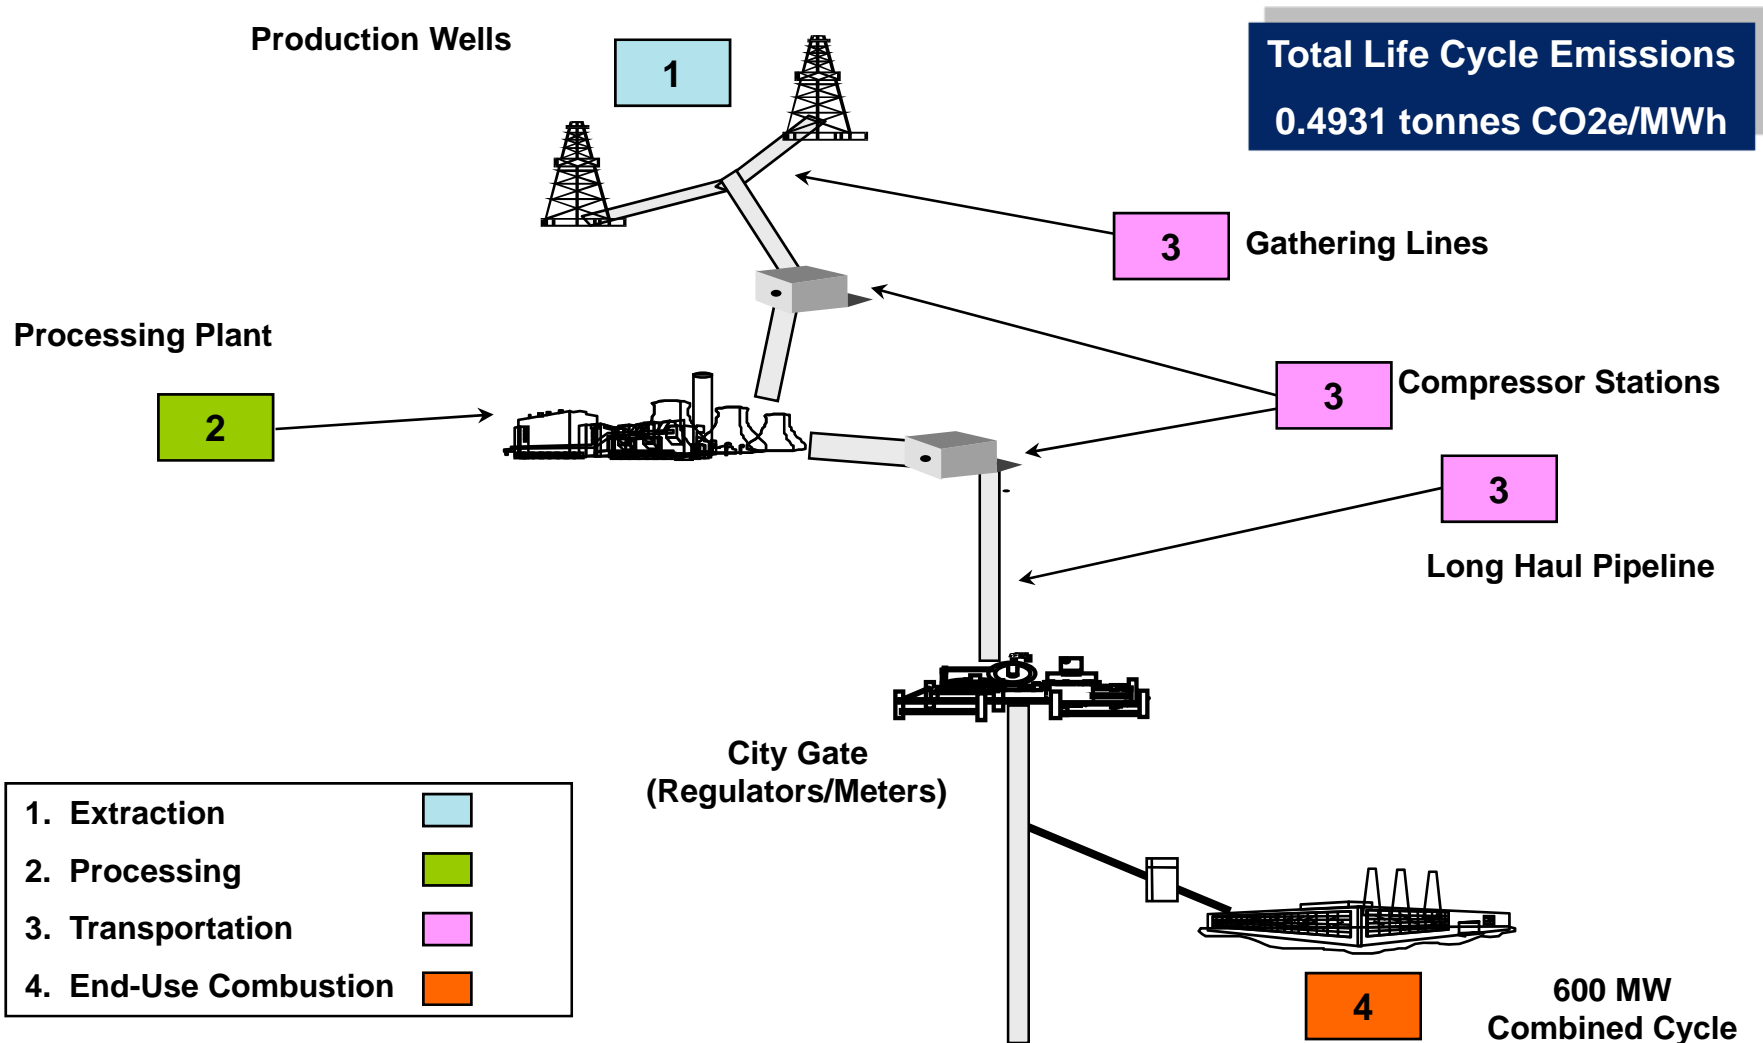 Production Wells
1
Total Life Cycle Emissions
0.4931 tonnes CO2e/MWh
3
Gathering Lines
Processing Plant
2
3
Compressor Stations
3
Long Haul Pipeline
City Gate
(Regulators/Meters)
1. Extraction
2. Processing
3. Transportation
4. End-Use Combustion
4
600 MW
Combined Cycle